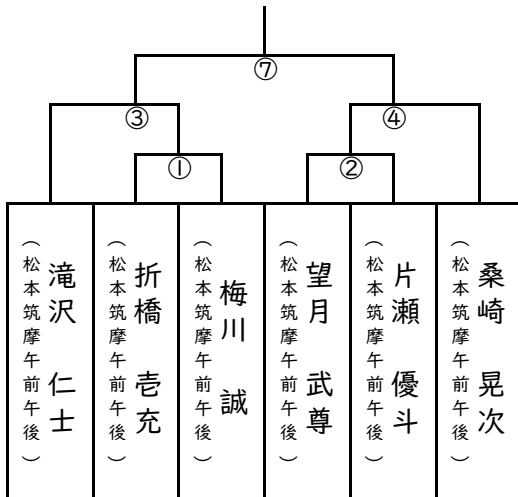 ⑦
③
④
①
②
滝沢 仁士
(松本筑摩午前午後)
折橋 壱充
(松本筑摩午前午後)
梅川 誠
(松本筑摩午前午後)
望月 武尊
(松本筑摩午前午後)
片瀬 優斗
(松本筑摩午前午後)
桑崎 晃次
(松本筑摩午前午後)